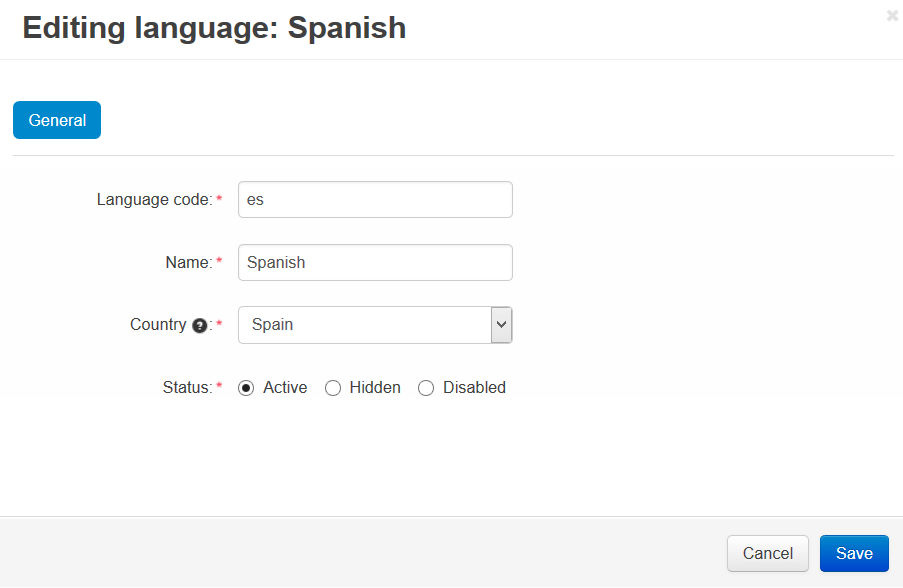 Editing language: Spanish
General
Language code: * es
Name: * Spanish
Country ?: * Spain
Status: * Active Hidden Disabled
Cancel Save